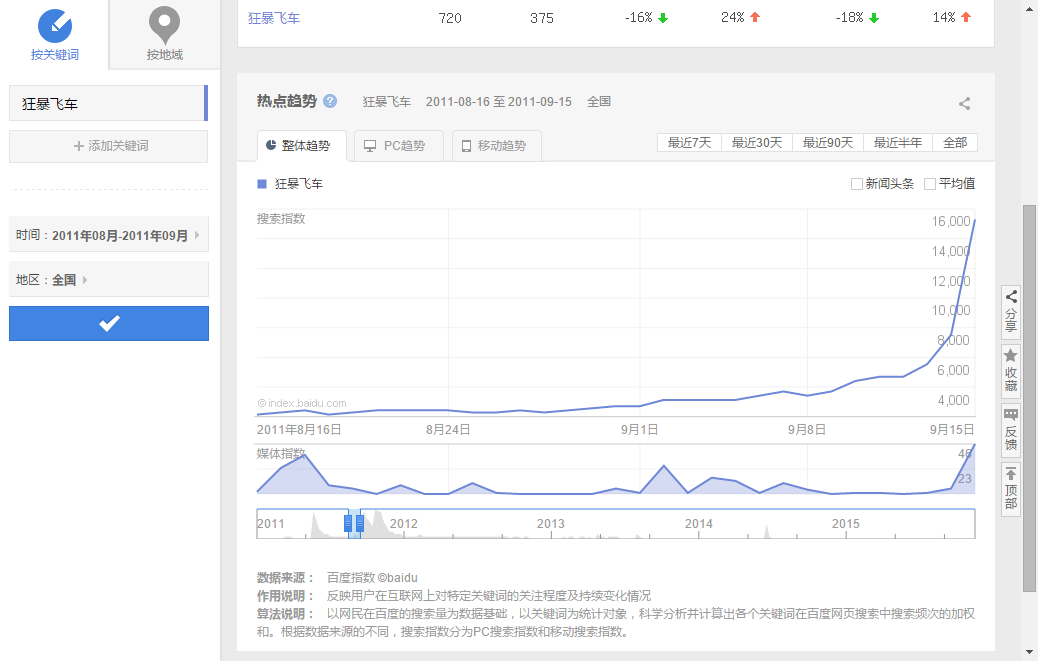 按关键词
按地域
狂暴飞车
添加关键词
时间：2011年08月-2011年09月
地区：全国
狂暴飞车 720 375 -16% 24% -18% 14%
热点趋势 ? 狂暴飞车 2011-08-16 至 2011-09-15 全国
整体趋势 PC趋势 移动趋势 最近7天 最近30天 最近90天 最近半年 全部
狂暴飞车 新闻头条 平均值
搜索指数
16,000
14,000
12,000
10,000
8,000
6,000
4,000
© index.baidu.com
2011年8月16日 8月24日 9月1日 9月8日 9月15日
媒体指数
46
23
2011 2012 2013 2014 2015
数据来源： 百度指数 ©baidu
作用说明： 反映用户在互联网上对特定关键词的关注程度及持续变化情况
算法说明： 以网民在百度的搜索量为数据基础，以关键词为统计对象，科学分析并计算出各个关键词在百度网页搜索中搜索频次的加权
和。根据数据来源的不同，搜索指数分为PC搜索指数和移动搜索指数。
分享
收藏
反馈
顶部